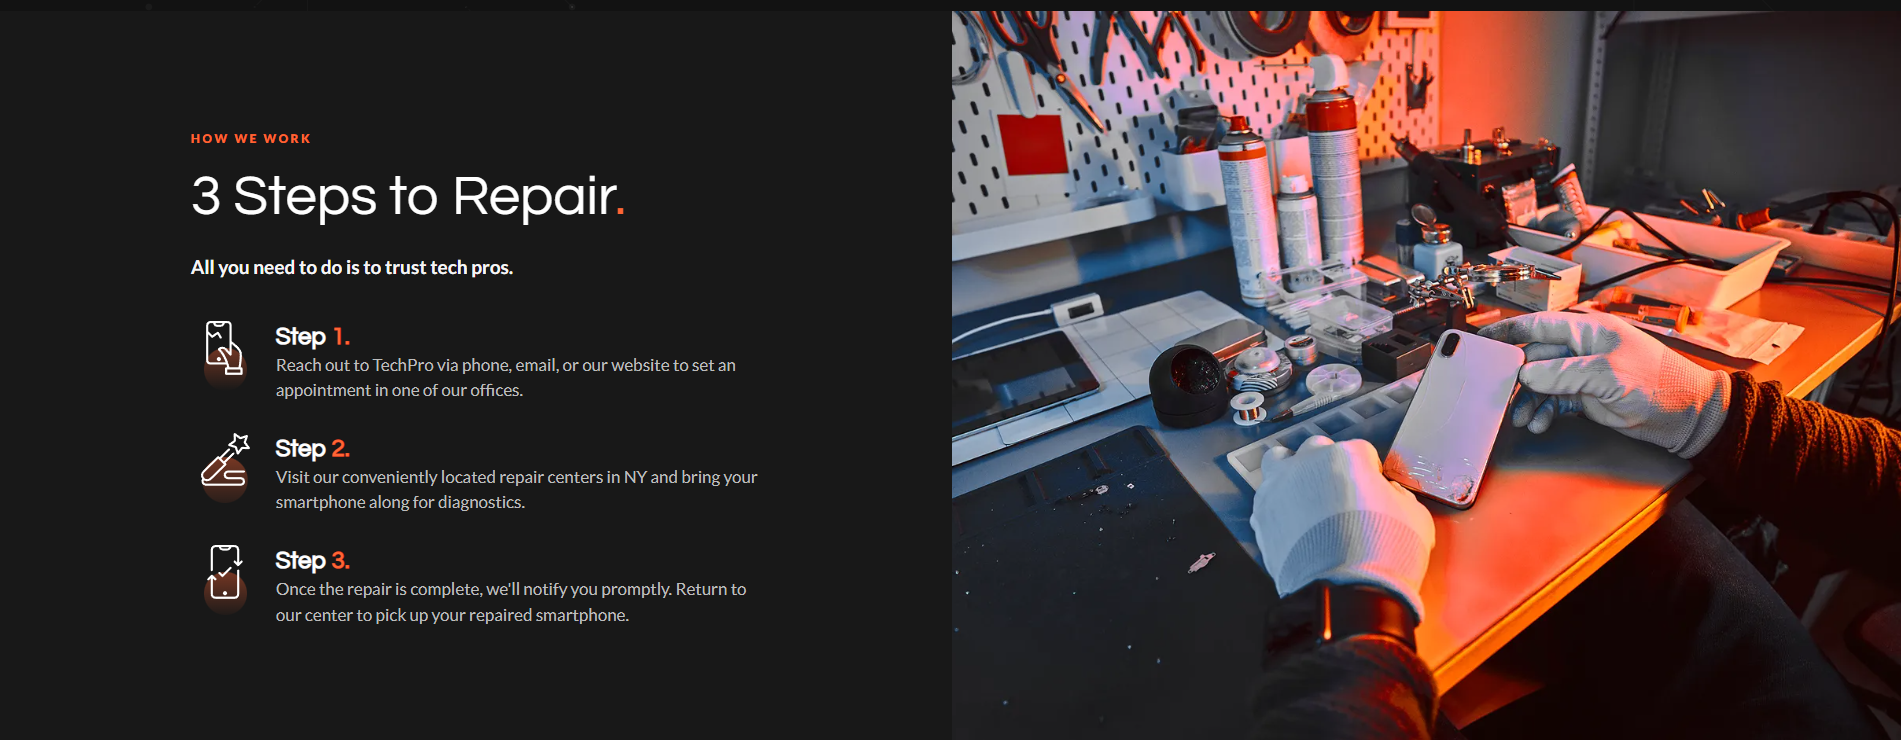 HOW WE WORK
3 Steps to Repair.
All you need to do is to trust tech pros.
Step 1.
Reach out to TechPro via phone, email, or our website to set an
appointment in one of our offices.
Step 2.
Visit our conveniently located repair centers in NY and bring your
smartphone along for diagnostics.
Step 3.
Once the repair is complete, we'll notify you promptly. Return to
our center to pick up your repaired smartphone.